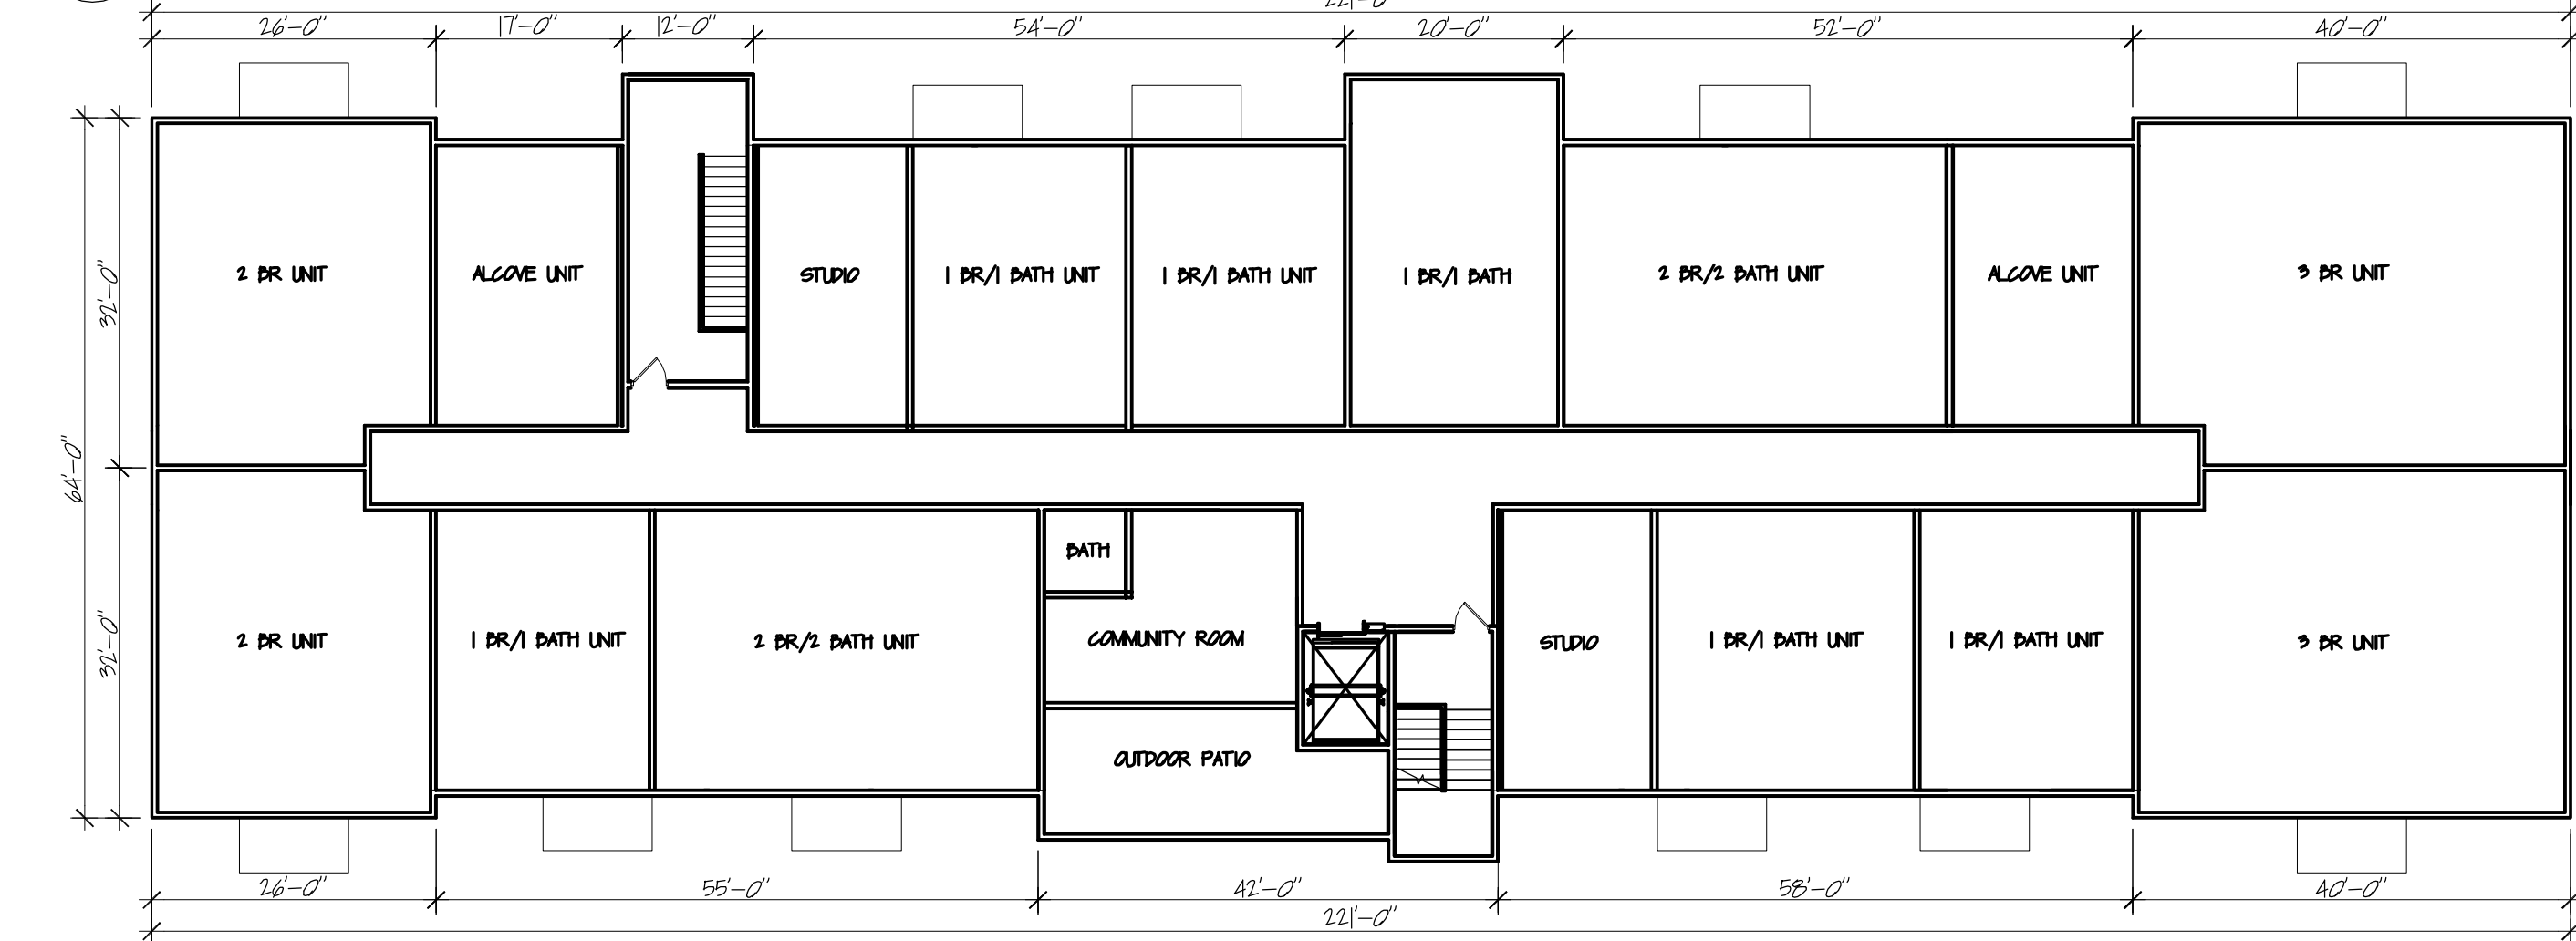 221'-0"
26'-0" 17'-0" 12'-0" 54'-0" 20'-0" 52'-0" 40'-0"
2 BR UNIT ALCOVE UNIT STUDIO 1 BR/1 BATH UNIT 1 BR/1 BATH UNIT 1 BR/1 BATH 2 BR/2 BATH UNIT ALCOVE UNIT 3 BR UNIT
32'-0"
64'-0"
32'-0"
BATH
2 BR UNIT 1 BR/1 BATH UNIT 2 BR/2 BATH UNIT COMMUNITY ROOM STUDIO 1 BR/1 BATH UNIT 1 BR/1 BATH UNIT 3 BR UNIT
OUTDOOR PATIO
26'-0" 55'-0" 42'-0" 58'-0" 40'-0"
221'-0"